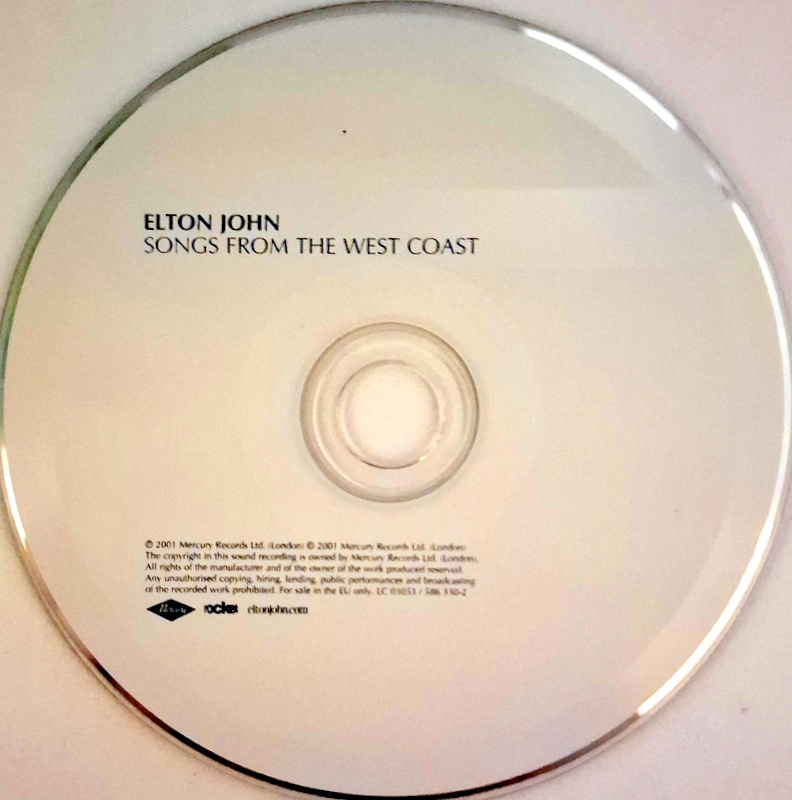 ELTON JOHN
SONGS FROM THE WEST COAST
℗ 2001 Mercury Records Ltd. (London) © 2001 Mercury Records Ltd. (London)
The copyright in this sound recording is owned by Mercury Records Ltd. (London).
All rights of the manufacturer and of the owner of the work produced reserved.
Any unauthorised copying, hiring, lending, public performances and broadcasting
of the recorded work prohibited. For sale in the EU only. LC 03053 / 586 330-2
Mercury rocket eltonjohn.com